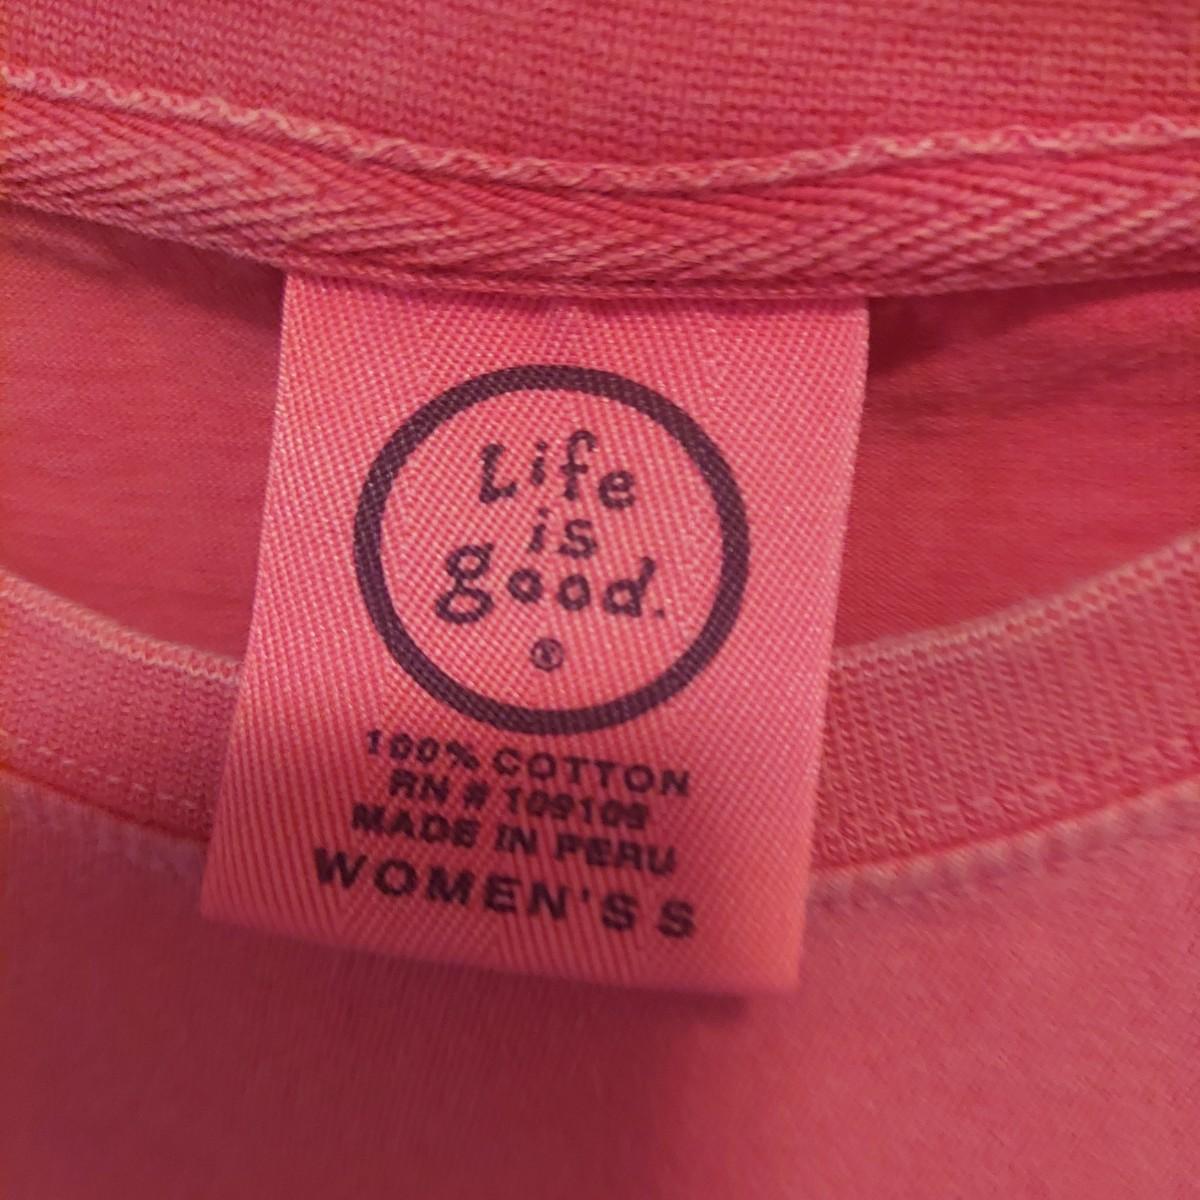 Life
is
good.
®
100% COTTON
RN # 109109
MADE IN PERU
WOMEN'S S